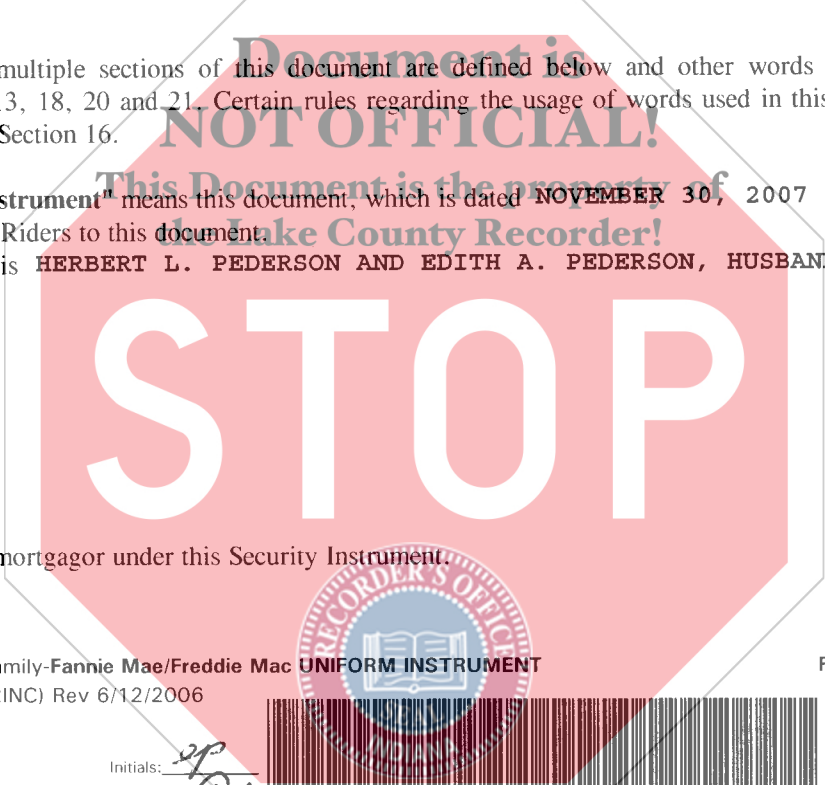 Document is
multiple sections of this document are defined below and other words
3, 18, 20 and 21. Certain rules regarding the usage of words used in this
Section 16.
NOT OFFICIAL!
This Document is the property of
strument" means this document, which is dated NOVEMBER 30, 2007
Riders to this document.
the Lake County Recorder!
is HERBERT L. PEDERSON AND EDITH A. PEDERSON, HUSBAN
STOP
mortgagor under this Security Instrument.
RECORDER'S OFFICE
mily-Fannie Mae/Freddie Mac UNIFORM INSTRUMENT
INC) Rev 6/12/2006
SEAL
INDIANA
Initials: